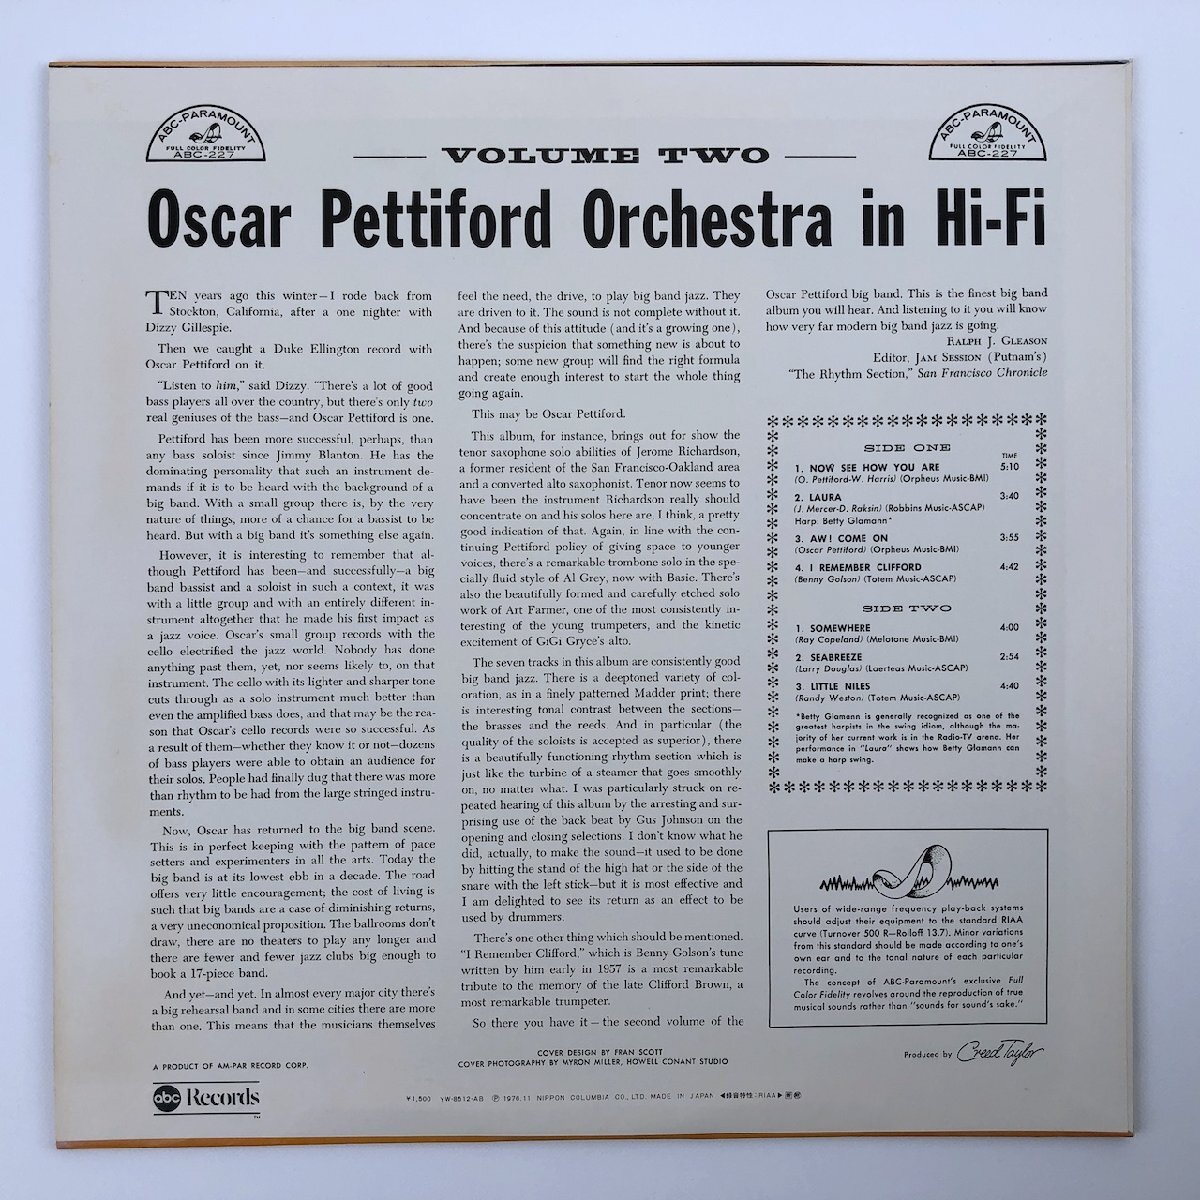 ABC-PARAMOUNT
FULL COLOR FIDELITY
ABC-227
VOLUME TWO
ABC-PARAMOUNT
FULL COLOR FIDELITY
ABC-227
Oscar Pettiford Orchestra in Hi-Fi
TEN years ago this winter—I rode back from
Stockton, California, after a one nighter with
Dizzy Gillespie.
Then we caught a Duke Ellington record with
Oscar Pettiford on it.
"Listen to him," said Dizzy. "There's a lot of good
bass players all over the country, but there's only two
real geniuses of the bass—and Oscar Pettiford is one.
Pettiford has been more successful, perhaps, than
any bass soloist since Jimmy Blanton. He has the
dominating personality that such an instrument de-
mands if it is to be heard with the background of a
big band. With a small group there is, by the very
nature of things, more of a chance for a bassist to be
heard. But with a big band it's something else again.
However, it is interesting to remember that al-
though Pettiford has been—and successfully—a big
band bassist and a soloist in such a context, it was
with a little group and with an entirely different in-
strument altogether that he made his first impact as
a jazz voice. Oscar's small group records with the
cello electrified the jazz world. Nobody has done
anything past them, yet, nor seems likely to, on that
instrument. The cello with its lighter and sharper tone
cuts through as a solo instrument much better than
even the amplified bass does, and that may be the rea-
son that Oscar's cello records were so successful. As
a result of them—whether they know it or not—dozens
of bass players were able to obtain an audience for
their solos. People had finally dug that there was more
than rhythm to be had from the large stringed instru-
ments.
Now, Oscar has returned to the big band scene.
This is in perfect keeping with the pattern of pace
setters and experimenters in all the arts. Today the
big band is at its lowest ebb in a decade. The road
offers very little encouragement; the cost of living is
such that big bands are a case of diminishing returns,
a very uneconomical proposition. The ballrooms don't
draw, there are no theaters to play any longer and
there are fewer and fewer jazz clubs big enough to
book a 17-piece band.
And yet—and yet. In almost every major city there's
a big rehearsal band and in some cities there are more
than one. This means that the musicians themselves
feel the need, the drive, to play big band jazz. They
are driven to it. The sound is not complete without it.
And because of this attitude (and it's a growing one),
there's the suspicion that something new is about to
happen; some new group will find the right formula
and create enough interest to start the whole thing
going again.
This may be Oscar Pettiford.
This album, for instance, brings out for show the
tenor saxophone solo abilities of Jerome Richardson,
a former resident of the San Francisco-Oakland area
and a converted alto saxophonist. Tenor now seems to
have been the instrument Richardson really should
concentrate on and his solos here are, I think, a pretty
good indication of that. Again, in line with the con-
tinuing Pettiford policy of giving space to younger
voices, there's a remarkable trombone solo in the spe-
cially fluid style of Al Grey, now with Basie. There's
also the beautifully formed and carefully etched solo
work of Art Farmer, one of the most consistently in-
teresting of the young trumpeters, and the kinetic
excitement of GiGi Gryce's alto.
The seven tracks in this album are consistently good
big band jazz. There is a deeptoned variety of col-
oration, as in a finely patterned Madder print; there
is interesting tonal contrast between the sections—
the brasses and the reeds. And in particular (the
quality of the soloists is accepted as superior), there
is a beautifully functioning rhythm section which is
just like the turbine of a steamer that goes smoothly
on, no matter what. I was particularly struck on re-
peated hearing of this album by the arresting and sur-
prising use of the back beat by Gus Johnson on the
opening and closing selections. I don't know what he
did, actually, to make the sound—it used to be done
by hitting the stand of the high hat or the side of the
snare with the left stick—but it is most effective and
I am delighted to see its return as an effect to be
used by drummers.
There's one other thing which should be mentioned.
"I Remember Clifford," which is Benny Golson's tune
written by him early in 1957 is a most remarkable
tribute to the memory of the late Clifford Brown, a
most remarkable trumpeter.
So there you have it—the second volume of the
Oscar Pettiford big band. This is the finest big band
album you will hear. And listening to it you will know
how very far modern big band jazz is going.
RALPH J. GLEASON
Editor, JAM SESSION (Putnam's)
"The Rhythm Section," San Francisco Chronicle
SIDE ONE
TIME
1. NOW SEE HOW YOU ARE 5:10
(O. Pettiford-W. Harris) (Orpheus Music-BMI)
2. LAURA 3:40
(J. Mercer-D. Raksin) (Robbins Music-ASCAP)
Harp: Betty Glamann*
3. AW! COME ON 3:55
(Oscar Pettiford) (Orpheus Music-BMI)
4. I REMEMBER CLIFFORD 4:42
(Benny Golson) (Totem Music-ASCAP)
SIDE TWO
1. SOMEWHERE 4:00
(Ray Copeland) (Melotone Music-BMI)
2. SEABREEZE 2:54
(Larry Douglas) (Laerteas Music-ASCAP)
3. LITTLE NILES 4:40
(Randy Weston) (Totem Music-ASCAP)
*Betty Glamann is generally recognized as one of the
greatest harpists in the swing idiom, although the ma-
jority of her current work is in the Radio-TV arena. Her
performance in "Laura" shows how Betty Glamann can
make a harp swing.
Users of wide-range frequency play-back systems
should adjust their equipment to the standard RIAA
curve (Turnover 500 R—Rolloff 13.7). Minor variations
from this standard should be made according to one's
own ear and to the tonal nature of each particular
recording.
The concept of ABC-Paramount's exclusive Full
Color Fidelity revolves around the reproduction of true
musical sounds rather than "sounds for sound's sake."
Produced by Creed Taylor
COVER DESIGN BY FRAN SCOTT
COVER PHOTOGRAPHY BY MYRON MILLER, HOWELL CONANT STUDIO
A PRODUCT OF AM-PAR RECORD CORP.
abc Records
TM
¥1,500 YW-8512-AB Ⓟ 1976.11 NIPPON COLUMBIA CO., LTD. MADE IN JAPAN ◀録音特性:RIAA▶